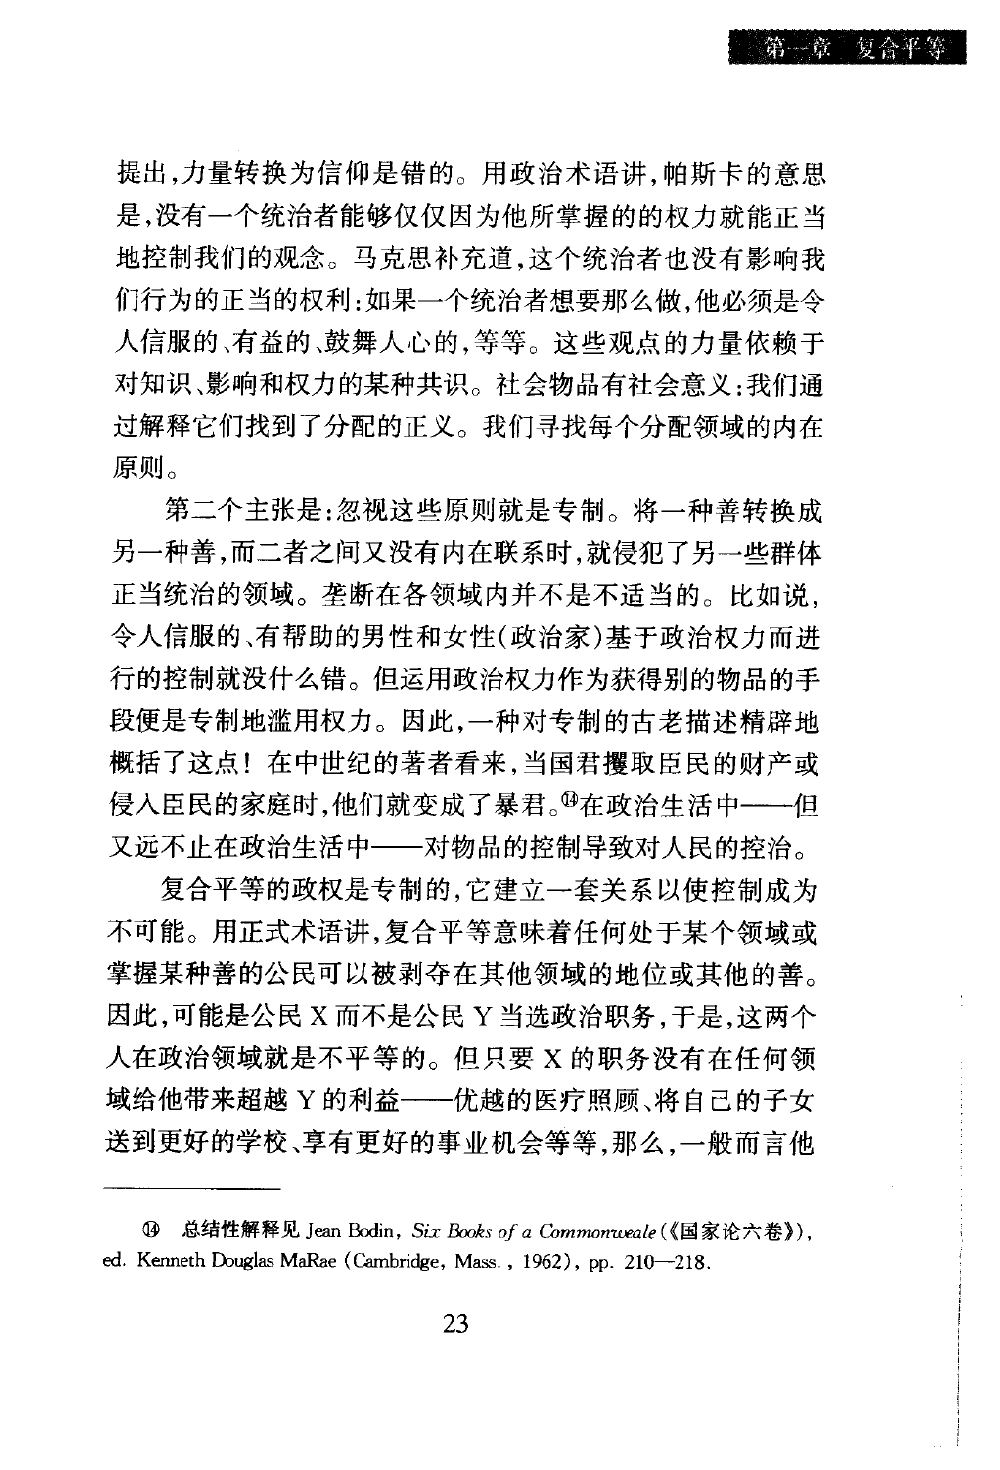 第一章　复合平等
提出,力量转换为信仰是错的。用政治术语讲,帕斯卡的意思
是,没有一个统治者能够仅仅因为他所掌握的的权力就能正当
地控制我们的观念。马克思补充道,这个统治者也没有影响我
们行为的正当的权利:如果一个统治者想要那么做,他必须是令
人信服的、有益的、鼓舞人心的,等等。这些观点的力量依赖于
对知识、影响和权力的某种共识。社会物品有社会意义:我们通
过解释它们找到了分配的正义。我们寻找每个分配领域的内在
原则。
第二个主张是:忽视这些原则就是专制。将一种善转换成
另一种善,而二者之间又没有内在联系时,就侵犯了另一些群体
正当统治的领域。垄断在各领域内并不是不适当的。比如说,
令人信服的、有帮助的男性和女性(政治家)基于政治权力而进
行的控制就没什么错。但运用政治权力作为获得别的物品的手
段便是专制地滥用权力。因此,一种对专制的古老描述精辟地
概括了这点!在中世纪的著者看来,当国君攫取臣民的财产或
侵入臣民的家庭时,他们就变成了暴君。⑭在政治生活中——但
又远不止在政治生活中——对物品的控制导致对人民的控治。
复合平等的政权是专制的,它建立一套关系以使控制成为
不可能。用正式术语讲,复合平等意味着任何处于某个领域或
掌握某种善的公民可以被剥夺在其他领域的地位或其他的善。
因此,可能是公民 X 而不是公民 Y 当选政治职务,于是,这两个
人在政治领域就是不平等的。但只要 X 的职务没有在任何领
域给他带来超越 Y 的利益——优越的医疗照顾、将自己的子女
送到更好的学校、享有更好的事业机会等等,那么,一般而言他
⑭　总结性解释见 Jean Bodin, Six Books of a Commonweale(《国家论六卷》),
ed. Kenneth Douglas MaRae (Cambridge, Mass., 1962), pp. 210—218.
23